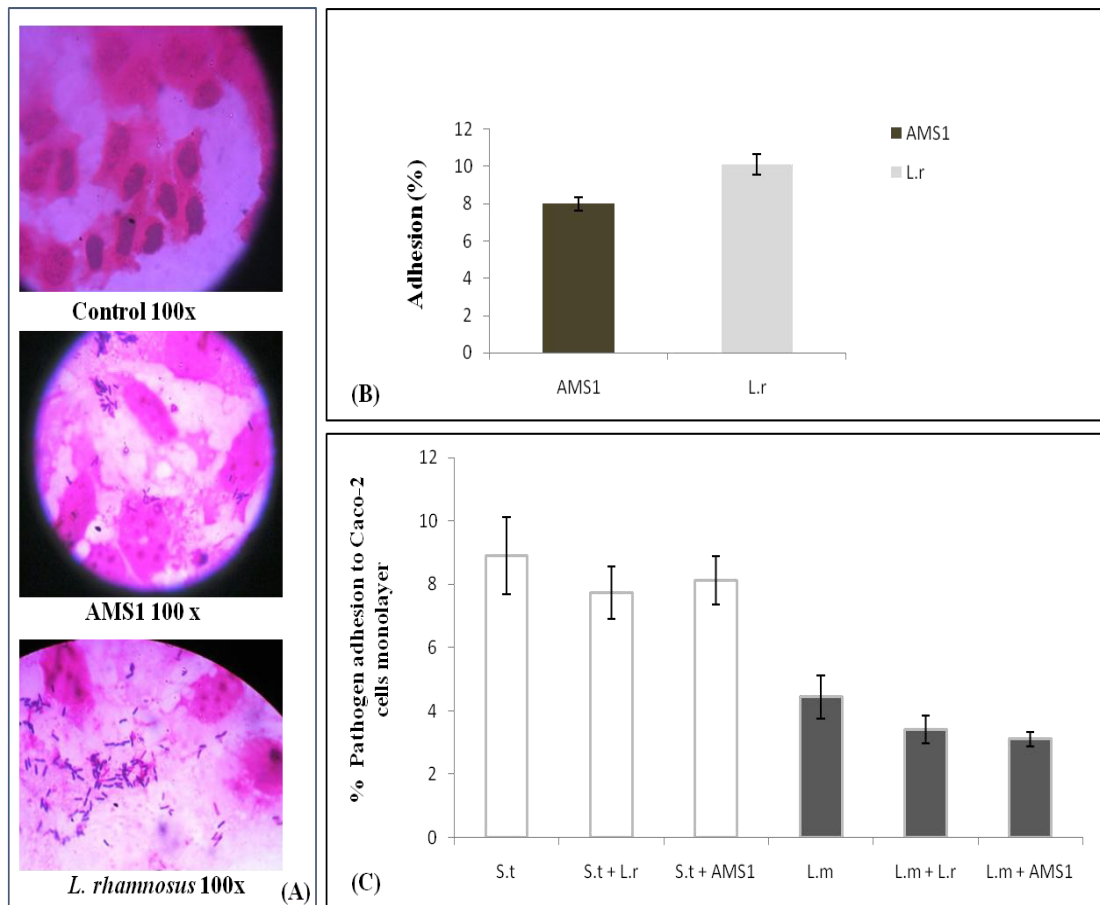 Control 100x
AMS1 100 x
L. rhamnosus 100x
(A)
Adhesion (%)
12
10
8
6
4
2
0
AMS1
L.r
AMS1
L.r
(B)
% Pathogen adhesion to Caco-2
cells monolayer
12
10
8
6
4
2
0
S.t
S.t + L.r
S.t + AMS1
L.m
L.m + L.r
L.m + AMS1
(C)